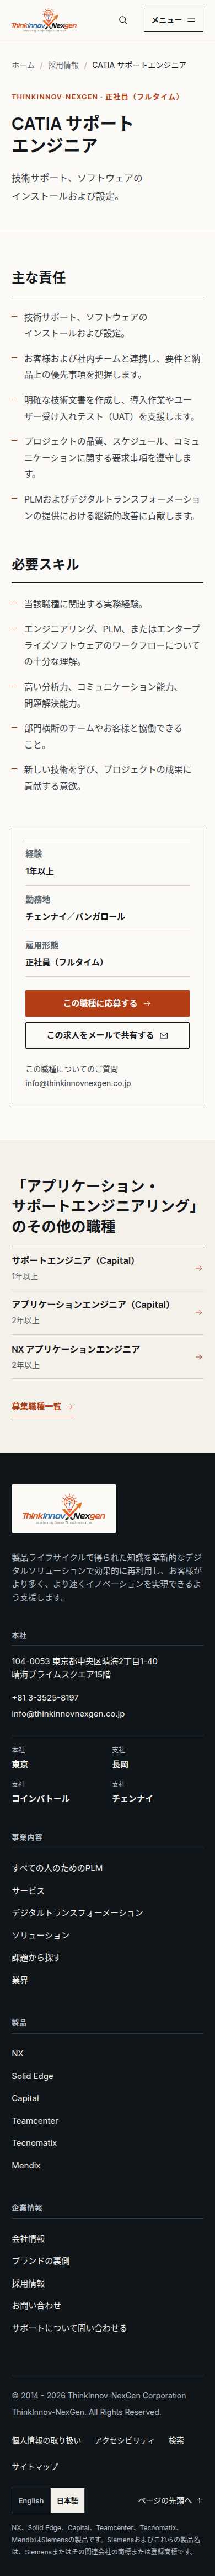 ThinkinnovNexgen
メニュー
ホーム / 採用情報 / CATIA サポートエンジニア
THINKINNOV-NEXGEN · 正社員（フルタイム）
CATIA サポート
エンジニア
技術サポート、ソフトウェアの
インストールおよび設定。
主な責任
技術サポート、ソフトウェアの
インストールおよび設定。
お客様および社内チームと連携し、要件と納
品上の優先事項を把握します。
明確な技術文書を作成し、導入作業やユー
ザー受け入れテスト（UAT）を支援します。
プロジェクトの品質、スケジュール、コミュ
ニケーションに関する要求事項を遵守しま
す。
PLMおよびデジタルトランスフォーメーショ
ンの提供における継続的改善に貢献します。
必要スキル
当該職種に関連する実務経験。
エンジニアリング、PLM、またはエンタープ
ライズソフトウェアのワークフローについて
の十分な理解。
高い分析力、コミュニケーション能力、
問題解決能力。
部門横断のチームやお客様と協働できる
こと。
新しい技術を学び、プロジェクトの成果に
貢献する意欲。
経験
1年以上
勤務地
チェンナイ／バンガロール
雇用形態
正社員（フルタイム）
この職種に応募する →
この求人をメールで共有する
この職種についてのご質問
info@thinkinnovnexgen.co.jp
「アプリケーション・
サポートエンジニアリング」
のその他の職種
サポートエンジニア（Capital）
1年以上
→
アプリケーションエンジニア（Capital）
2年以上
→
NX アプリケーションエンジニア
2年以上
→
募集職種一覧 →
ThinkinnovNexgen
製品ライフサイクルで得られた知識を革新的なデジ
タルソリューションで効果的に再利用し、お客様が
より多く、より速くイノベーションを実現できるよ
う支援します。
本社
104-0053 東京都中央区晴海2丁目1-40
晴海プライムスクエア15階
+81 3-3525-8197
info@thinkinnovnexgen.co.jp
本社
東京
支社
長岡
支社
コインバトール
支社
チェンナイ
事業内容
すべての人のためのPLM
サービス
デジタルトランスフォーメーション
ソリューション
課題から探す
業界
製品
NX
Solid Edge
Capital
Teamcenter
Tecnomatix
Mendix
企業情報
会社情報
ブランドの裏側
採用情報
お問い合わせ
サポートについて問い合わせる
© 2014 - 2026 ThinkInnov-NexGen Corporation
ThinkInnov-NexGen. All Rights Reserved.
個人情報の取り扱い アクセシビリティ 検索
サイトマップ
English 日本語 ページの先頭へ ↑
NX、Solid Edge、Capital、Teamcenter、Tecnomatix、
MendixはSiemensの製品です。Siemensおよびこれらの製品名
は、Siemensまたはその関連会社の商標または登録商標です。